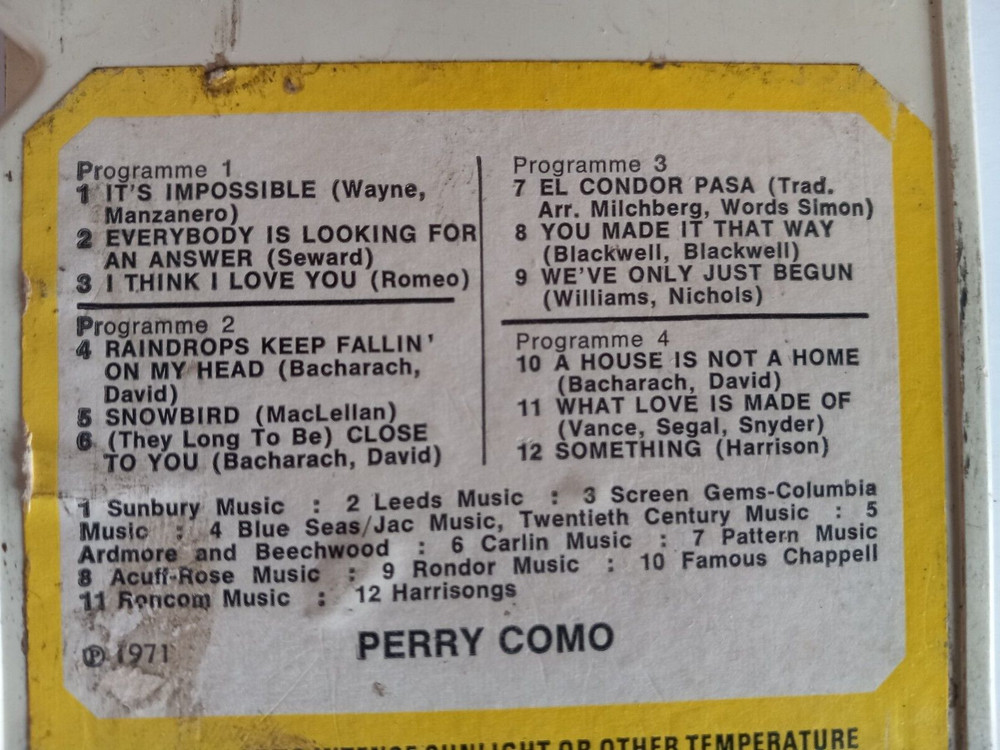 Programme 1
1 IT'S IMPOSSIBLE (Wayne,
Manzanero)
2 EVERYBODY IS LOOKING FOR
AN ANSWER (Seward)
3 I THINK I LOVE YOU (Romeo)
Programme 2
4 RAINDROPS KEEP FALLIN'
ON MY HEAD (Bacharach,
David)
5 SNOWBIRD (MacLellan)
6 (They Long To Be) CLOSE
TO YOU (Bacharach, David)
Programme 3
7 EL CONDOR PASA (Trad.
Arr. Milchberg, Words Simon)
8 YOU MADE IT THAT WAY
(Blackwell, Blackwell)
9 WE'VE ONLY JUST BEGUN
(Williams, Nichols)
Programme 4
10 A HOUSE IS NOT A HOME
(Bacharach, David)
11 WHAT LOVE IS MADE OF
(Vance, Segal, Snyder)
12 SOMETHING (Harrison)
1 Sunbury Music : 2 Leeds Music : 3 Screen Gems-Columbia
Music : 4 Blue Seas/Jac Music, Twentieth Century Music : 5
Ardmore and Beechwood : 6 Carlin Music : 7 Pattern Music
8 Acuff-Rose Music : 9 Rondor Music : 10 Famous Chappell
11 Roncom Music : 12 Harrisongs
℗ 1971
PERRY COMO
INTENSE SUNLIGHT OR OTHER TEMPERATURE